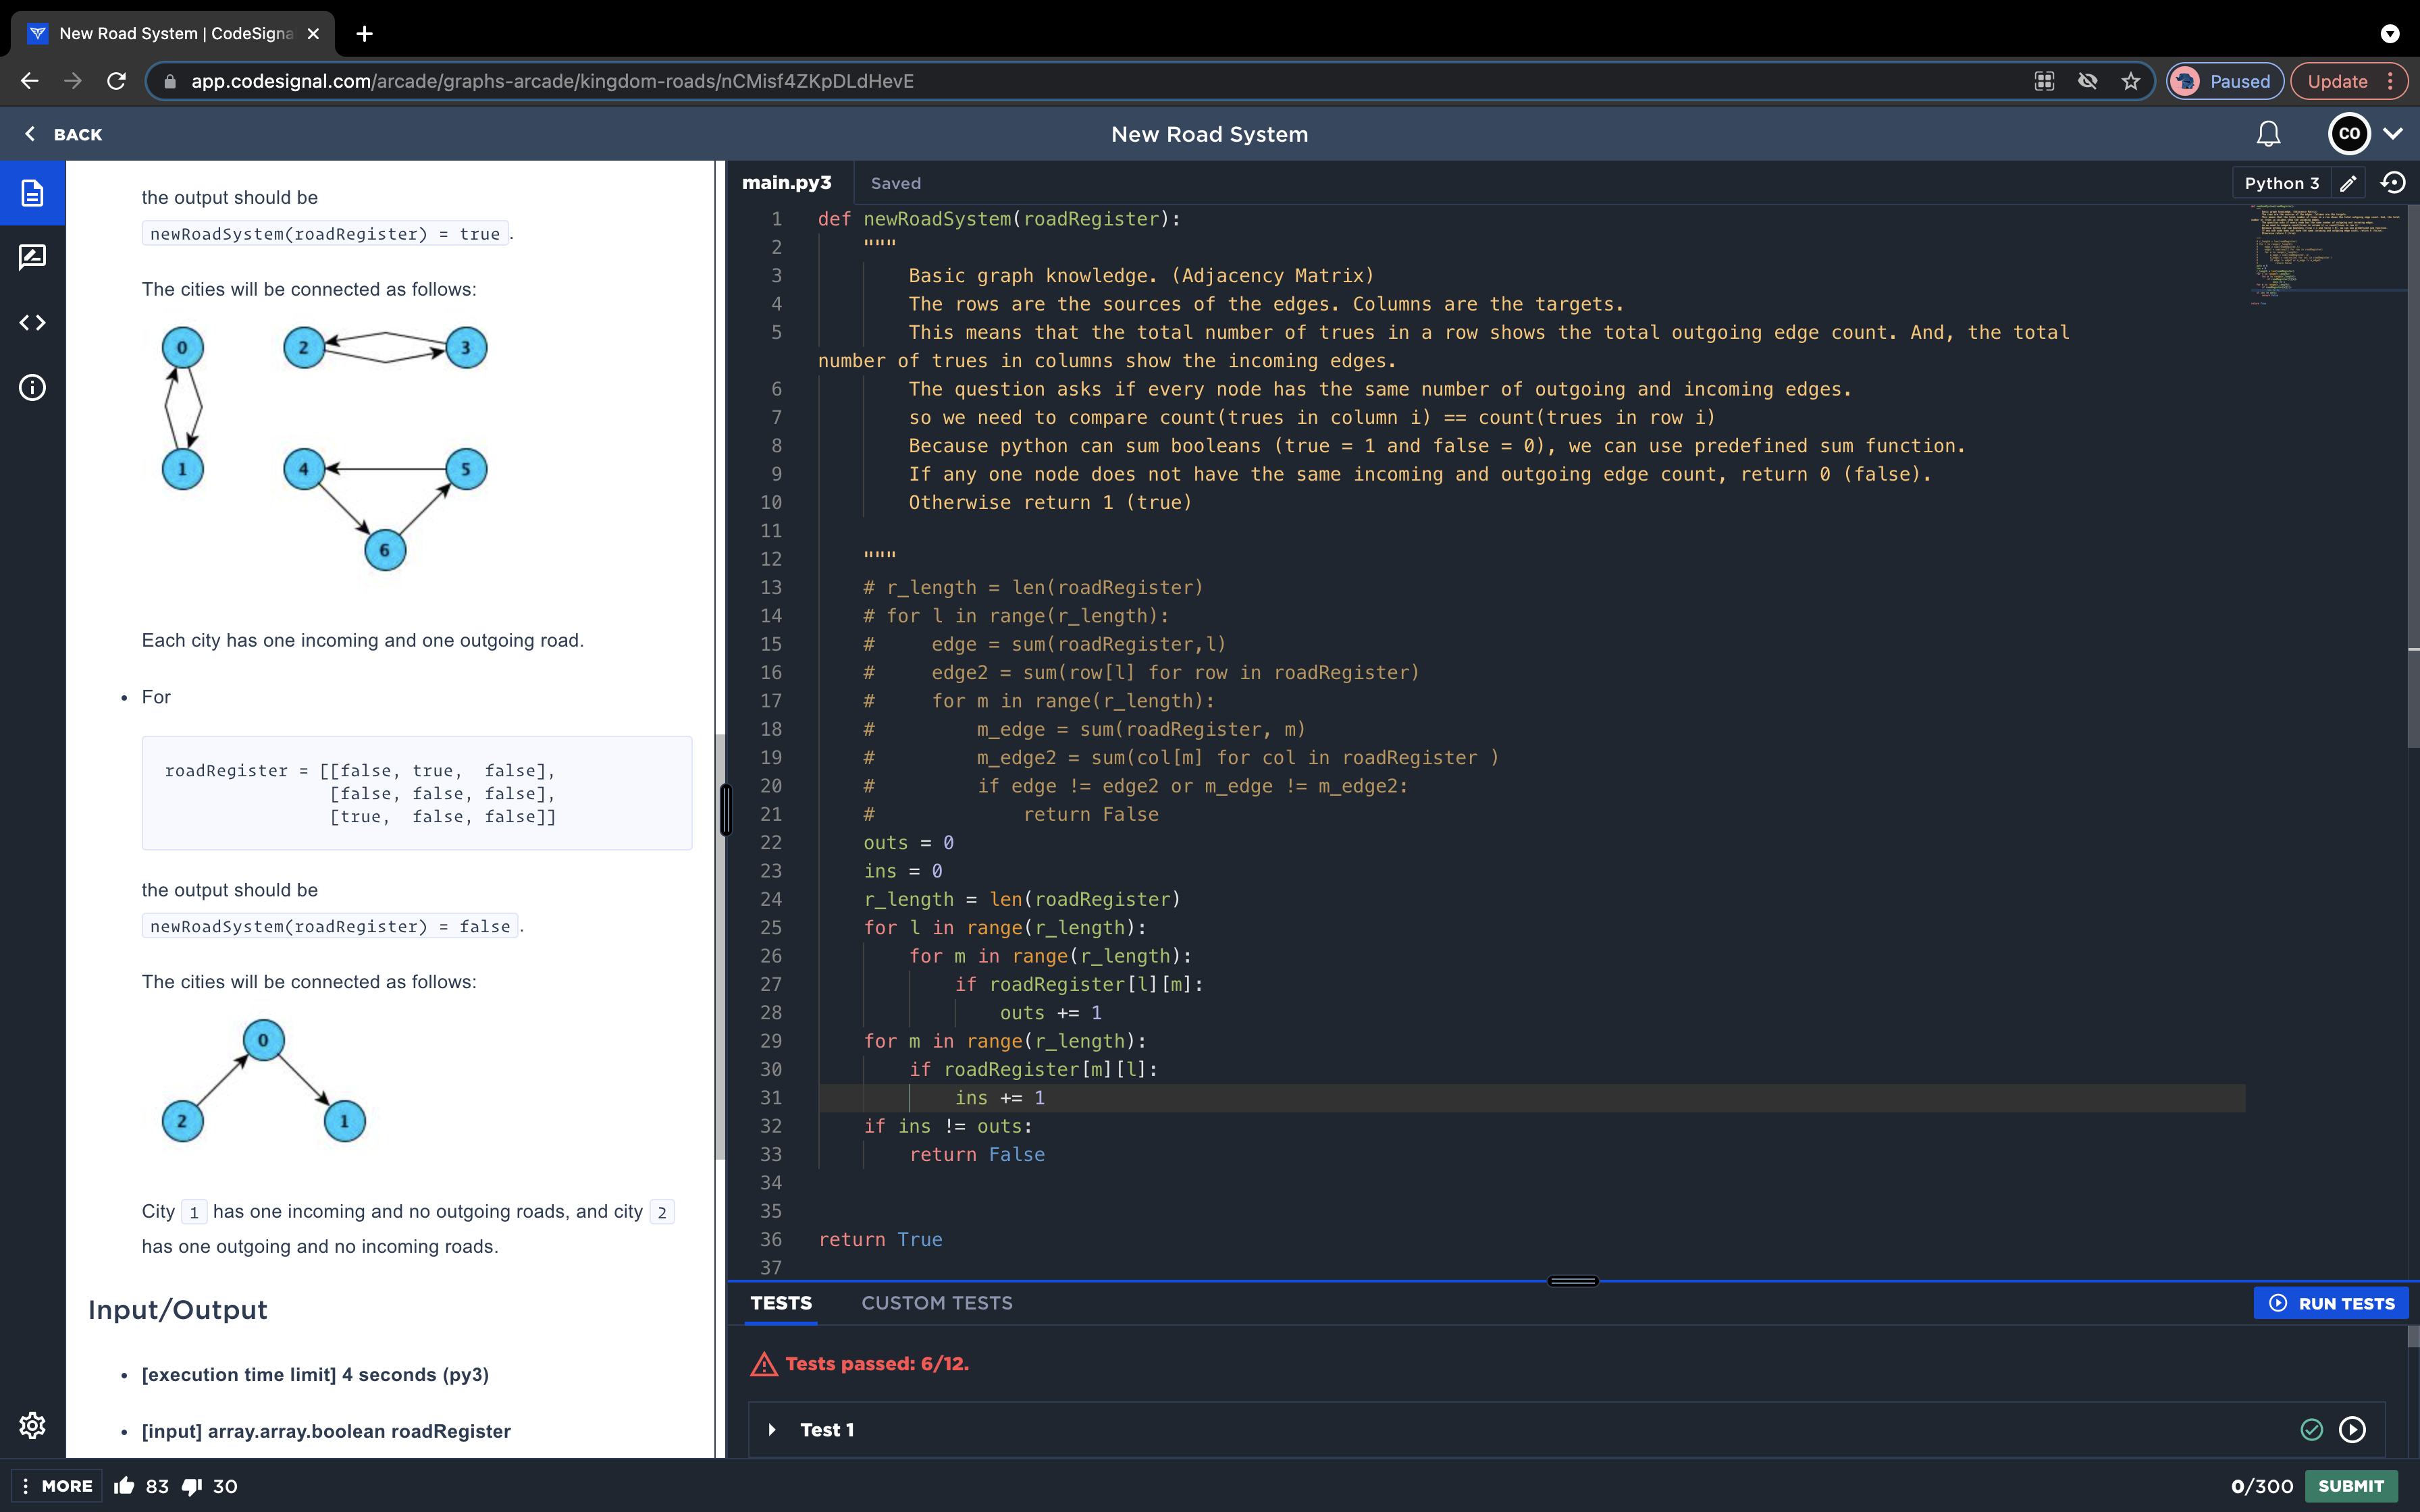 New Road System | CodeSigna
app.codesignal.com/arcade/graphs-arcade/kingdom-roads/nCMisf4ZKpDLdHevE
Paused
Update
BACK
New Road System
CO
the output should be
newRoadSystem(roadRegister) = true.
The cities will be connected as follows:
0
2
3
1
4
5
6
Each city has one incoming and one outgoing road.
• For
roadRegister = [[false, true, false],
[false, false, false],
[true, false, false]]
the output should be
newRoadSystem(roadRegister) = false.
The cities will be connected as follows:
0
2
1
City 1 has one incoming and no outgoing roads, and city 2
has one outgoing and no incoming roads.
Input/Output
• [execution time limit] 4 seconds (py3)
• [input] array.array.boolean roadRegister
MORE
83
30
main.py3
Saved
Python 3
1 def newRoadSystem(roadRegister):
2 """
3 Basic graph knowledge. (Adjacency Matrix)
4 The rows are the sources of the edges. Columns are the targets.
5 This means that the total number of trues in a row shows the total outgoing edge count. And, the total
number of trues in columns show the incoming edges.
6 The question asks if every node has the same number of outgoing and incoming edges.
7 so we need to compare count(trues in column i) == count(trues in row i)
8 Because python can sum booleans (true = 1 and false = 0), we can use predefined sum function.
9 If any one node does not have the same incoming and outgoing edge count, return 0 (false).
10 Otherwise return 1 (true)
11
12 """
13 # r_length = len(roadRegister)
14 # for l in range(r_length):
15 # edge = sum(roadRegister,l)
16 # edge2 = sum(row[l] for row in roadRegister)
17 # for m in range(r_length):
18 # m_edge = sum(roadRegister, m)
19 # m_edge2 = sum(col[m] for col in roadRegister )
20 # if edge != edge2 or m_edge != m_edge2:
21 # return False
22 outs = 0
23 ins = 0
24 r_length = len(roadRegister)
25 for l in range(r_length):
26 for m in range(r_length):
27 if roadRegister[l][m]:
28 outs += 1
29 for m in range(r_length):
30 if roadRegister[m][l]:
31 ins += 1
32 if ins != outs:
33 return False
34
35
36 return True
37
TESTS
CUSTOM TESTS
RUN TESTS
Tests passed: 6/12.
Test 1
0/300
SUBMIT